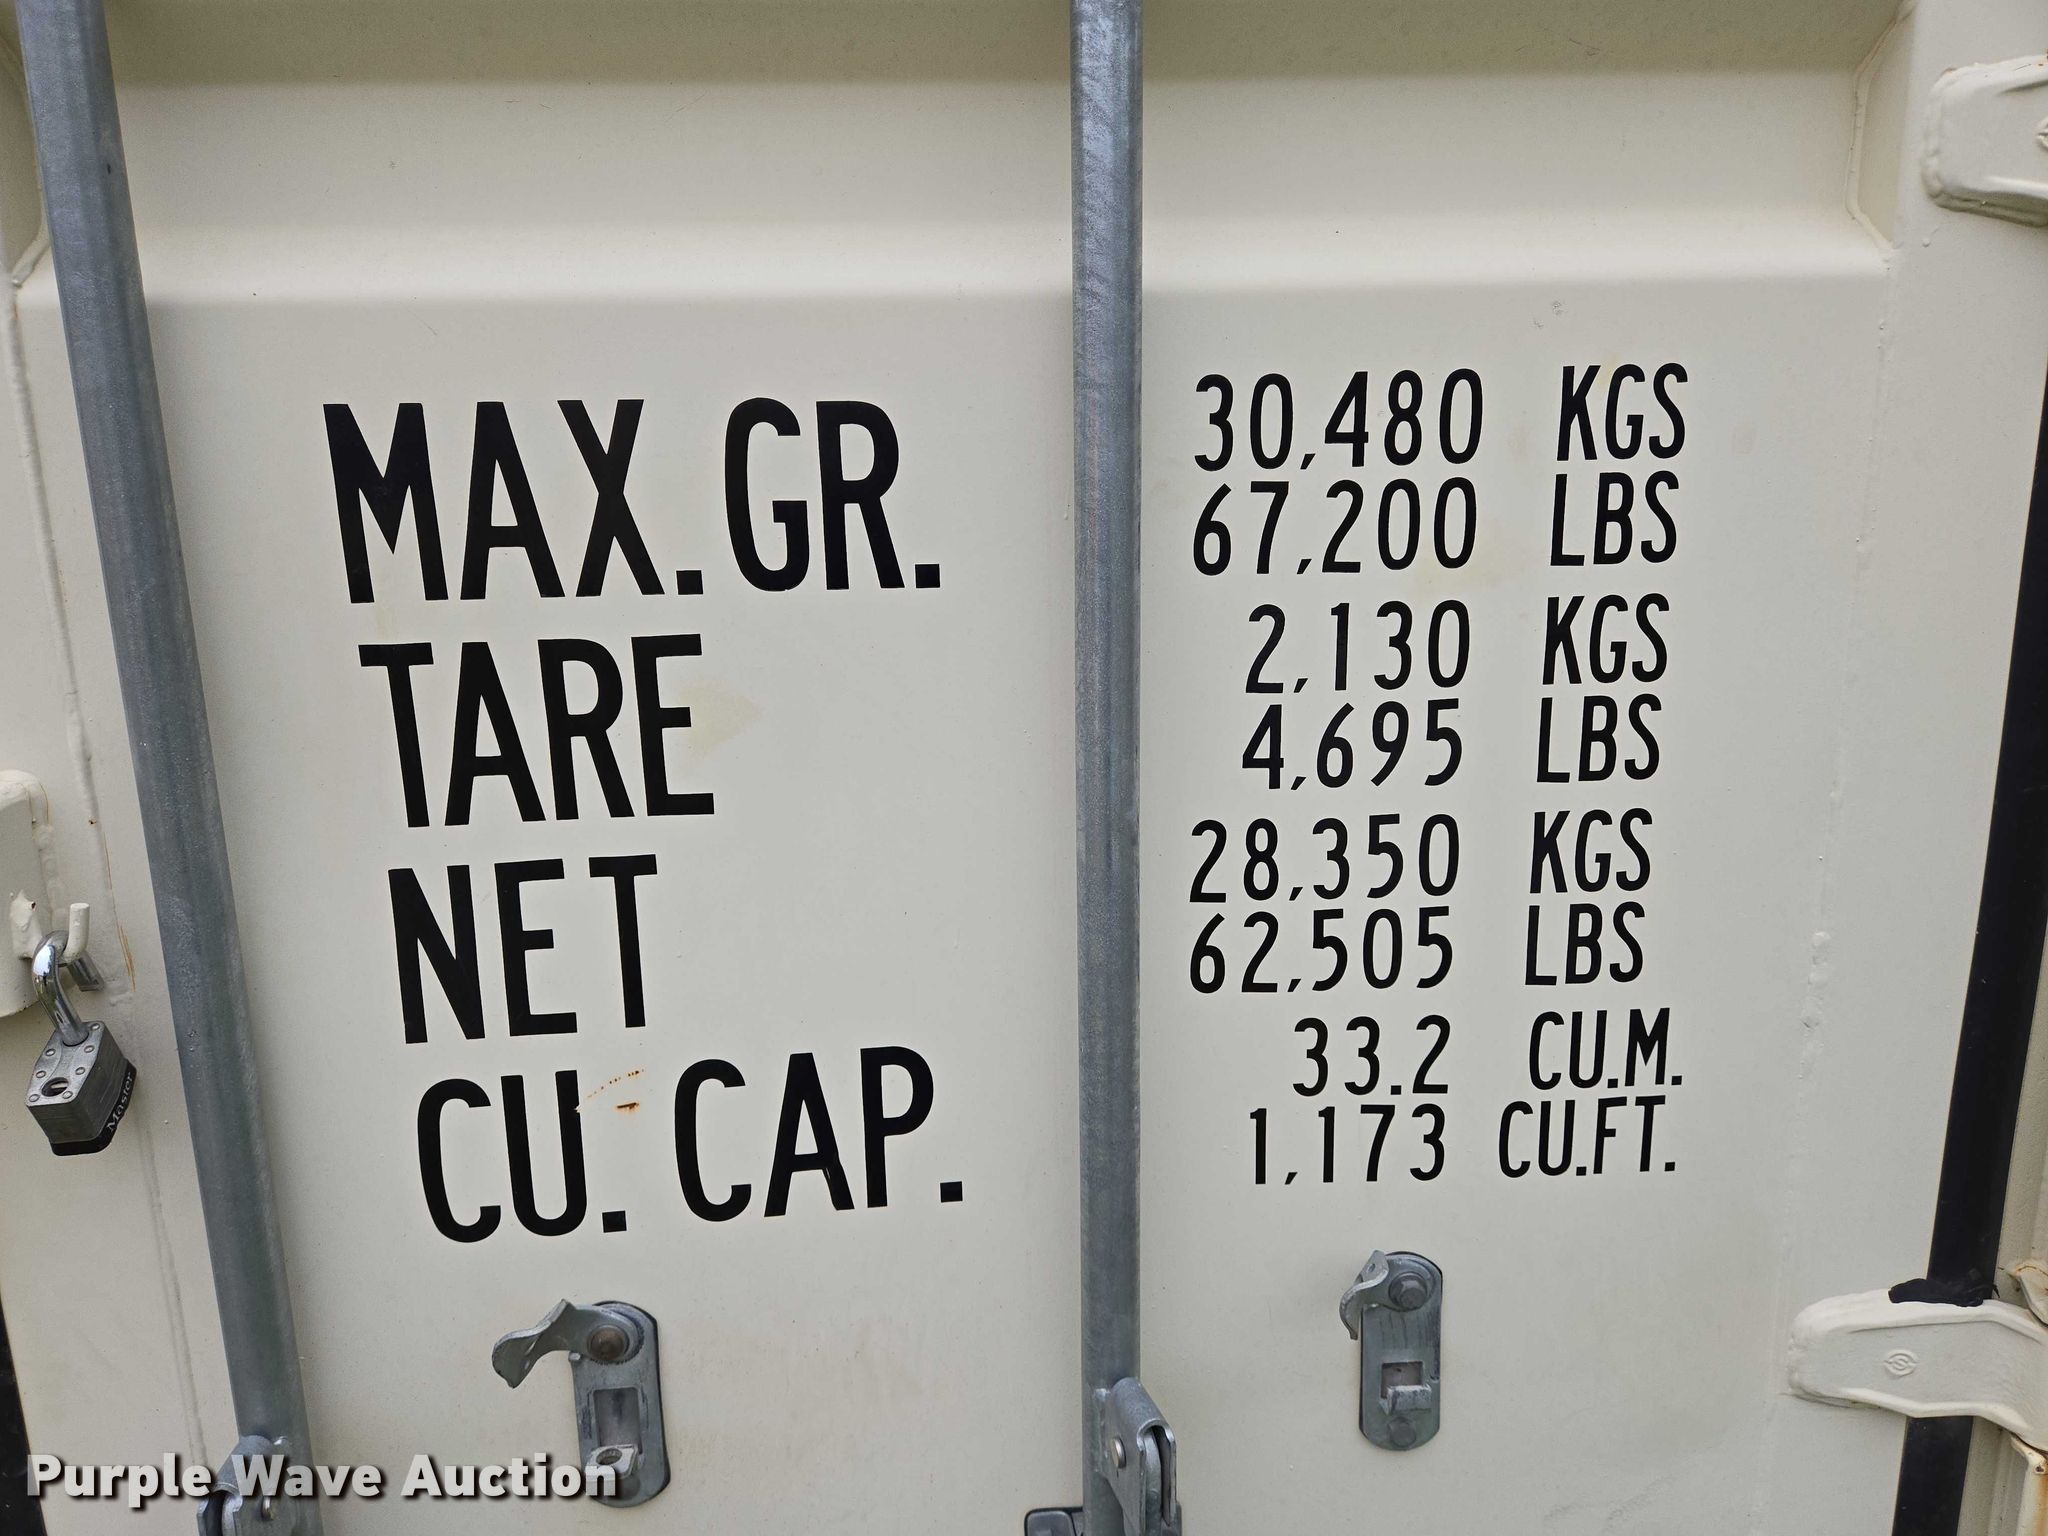 MAX. GR. 30,480 KGS
67,200 LBS
TARE 2,130 KGS
4,695 LBS
NET 28,350 KGS
62,505 LBS
CU. CAP. 33.2 CU.M.
1,173 CU.FT.
Master
Purple Wave Auction